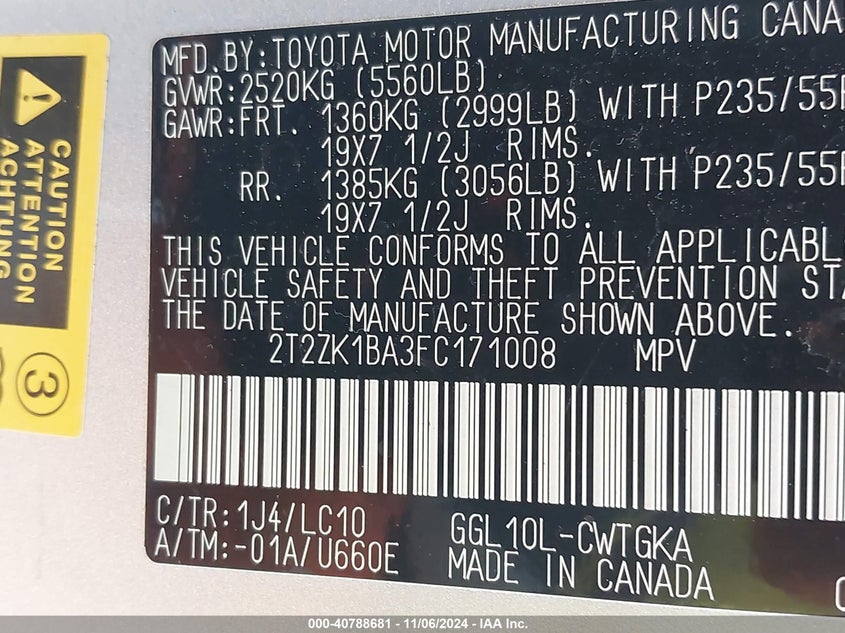 MFD. BY: TOYOTA MOTOR MANUFACTURING CANA
GVWR: 2520KG (5560LB)
GAWR: FRT. 1360KG (2999LB) WITH P235/55
19X7 1/2J RIMS.
RR. 1385KG (3056LB) WITH P235/55
19X7 1/2J RIMS.
THIS VEHICLE CONFORMS TO ALL APPLICABL
VEHICLE SAFETY AND THEFT PREVENTION STA
THE DATE OF MANUFACTURE SHOWN ABOVE.
2T2ZK1BA3FC171008 MPV
C/TR: 1J4/LC10 GGL10L-CWTGKA
A/TM: -01A/U660E MADE IN CANADA
CAUTION
ATTENTION
ACHTUNG
3
000-40788681 - 11/06/2024 - IAA Inc.